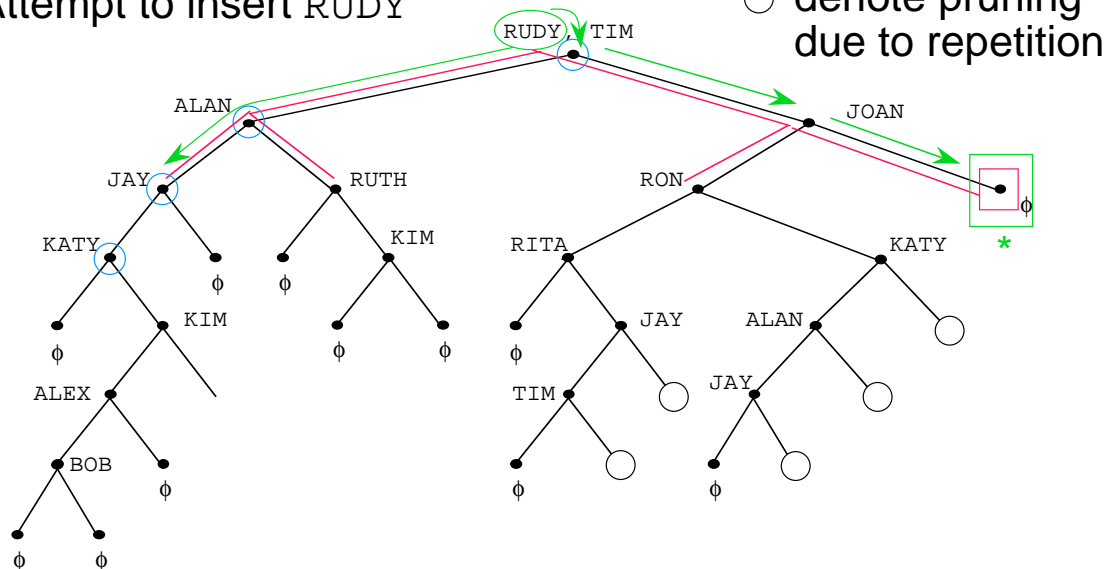 Attempt to insert RUDY
denote pruning
due to repetition
RUDY, TIM
ALAN
JOAN
JAY
RUTH
RON
ϕ
KATY
KIM
RITA
KATY
*
ϕ
ϕ
KIM
JAY
ALAN
ϕ
ϕ
ϕ
ϕ
ALEX
TIM
JAY
BOB
ϕ
ϕ
ϕ
ϕ
ϕ